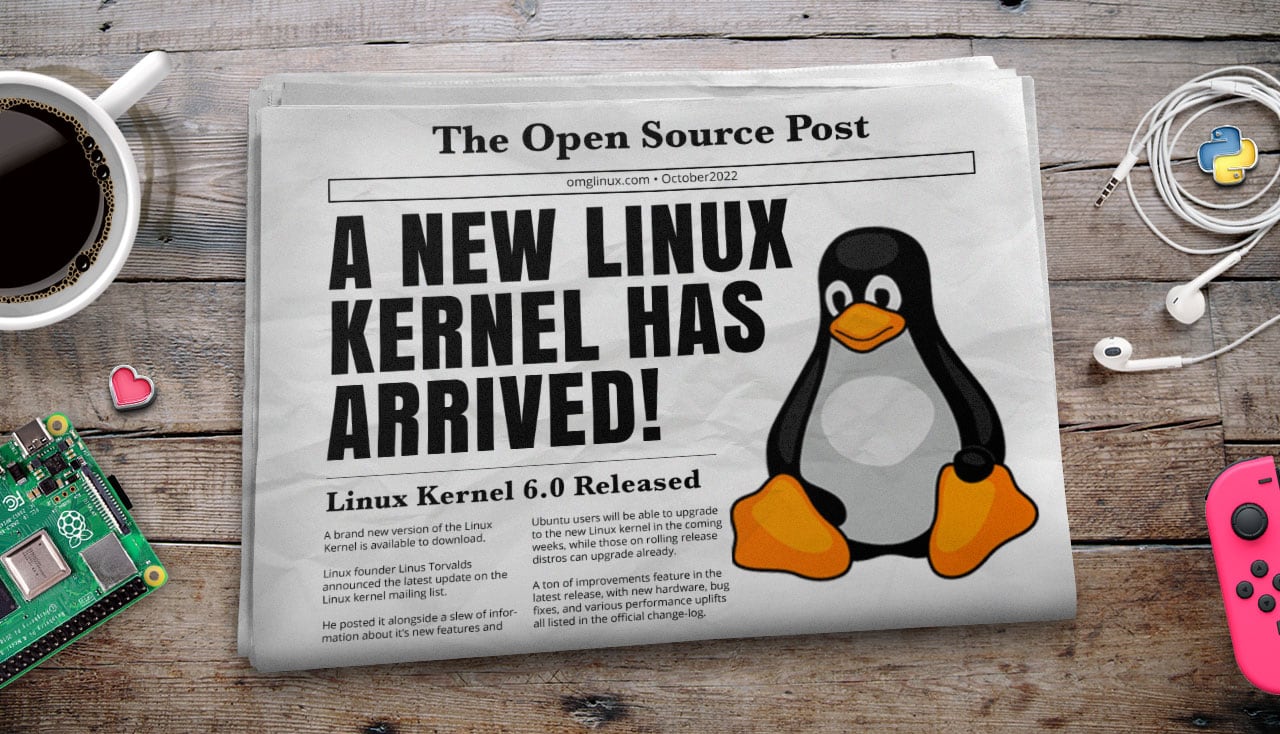 The Open Source Post
omglinux.com • October2022
A NEW LINUX
KERNEL HAS
ARRIVED!
Linux Kernel 6.0 Released
A brand new version of the Linux
Kernel is available to download.
Linux founder Linus Torvalds
announced the latest update on the
Linux kernel mailing list.
He posted it alongside a slew of infor-
mation about it's new features and
Ubuntu users will be able to upgrade
to the new Linux kernel in the coming
weeks, while those on rolling release
distros can upgrade already.
A ton of improvements feature in the
latest release, with new hardware, bug
fixes, and various performance uplifts
all listed in the official change-log.